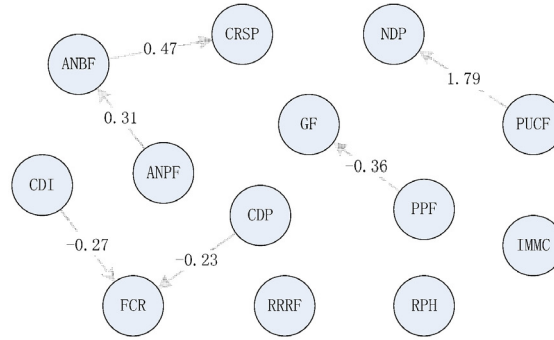 CRSP
NDP
0.47
ANBF
1.79
0.31
GF
PUCF
ANPF
-0.36
CDI
CDP
PPF
-0.27
IMMC
-0.23
FCR
RRRF
RPH